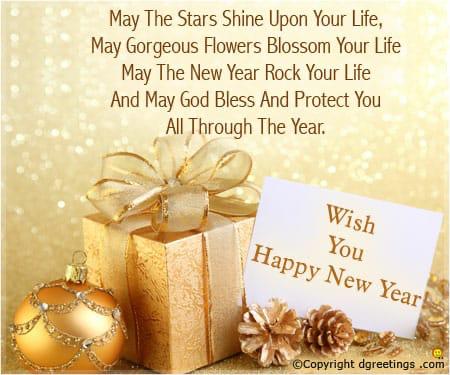 May The Stars Shine Upon Your Life,
May Gorgeous Flowers Blossom Your Life
May The New Year Rock Your Life
And May God Bless And Protect You
All Through The Year.
Wish
You
Happy New Year
©Copyright dgreetings .com